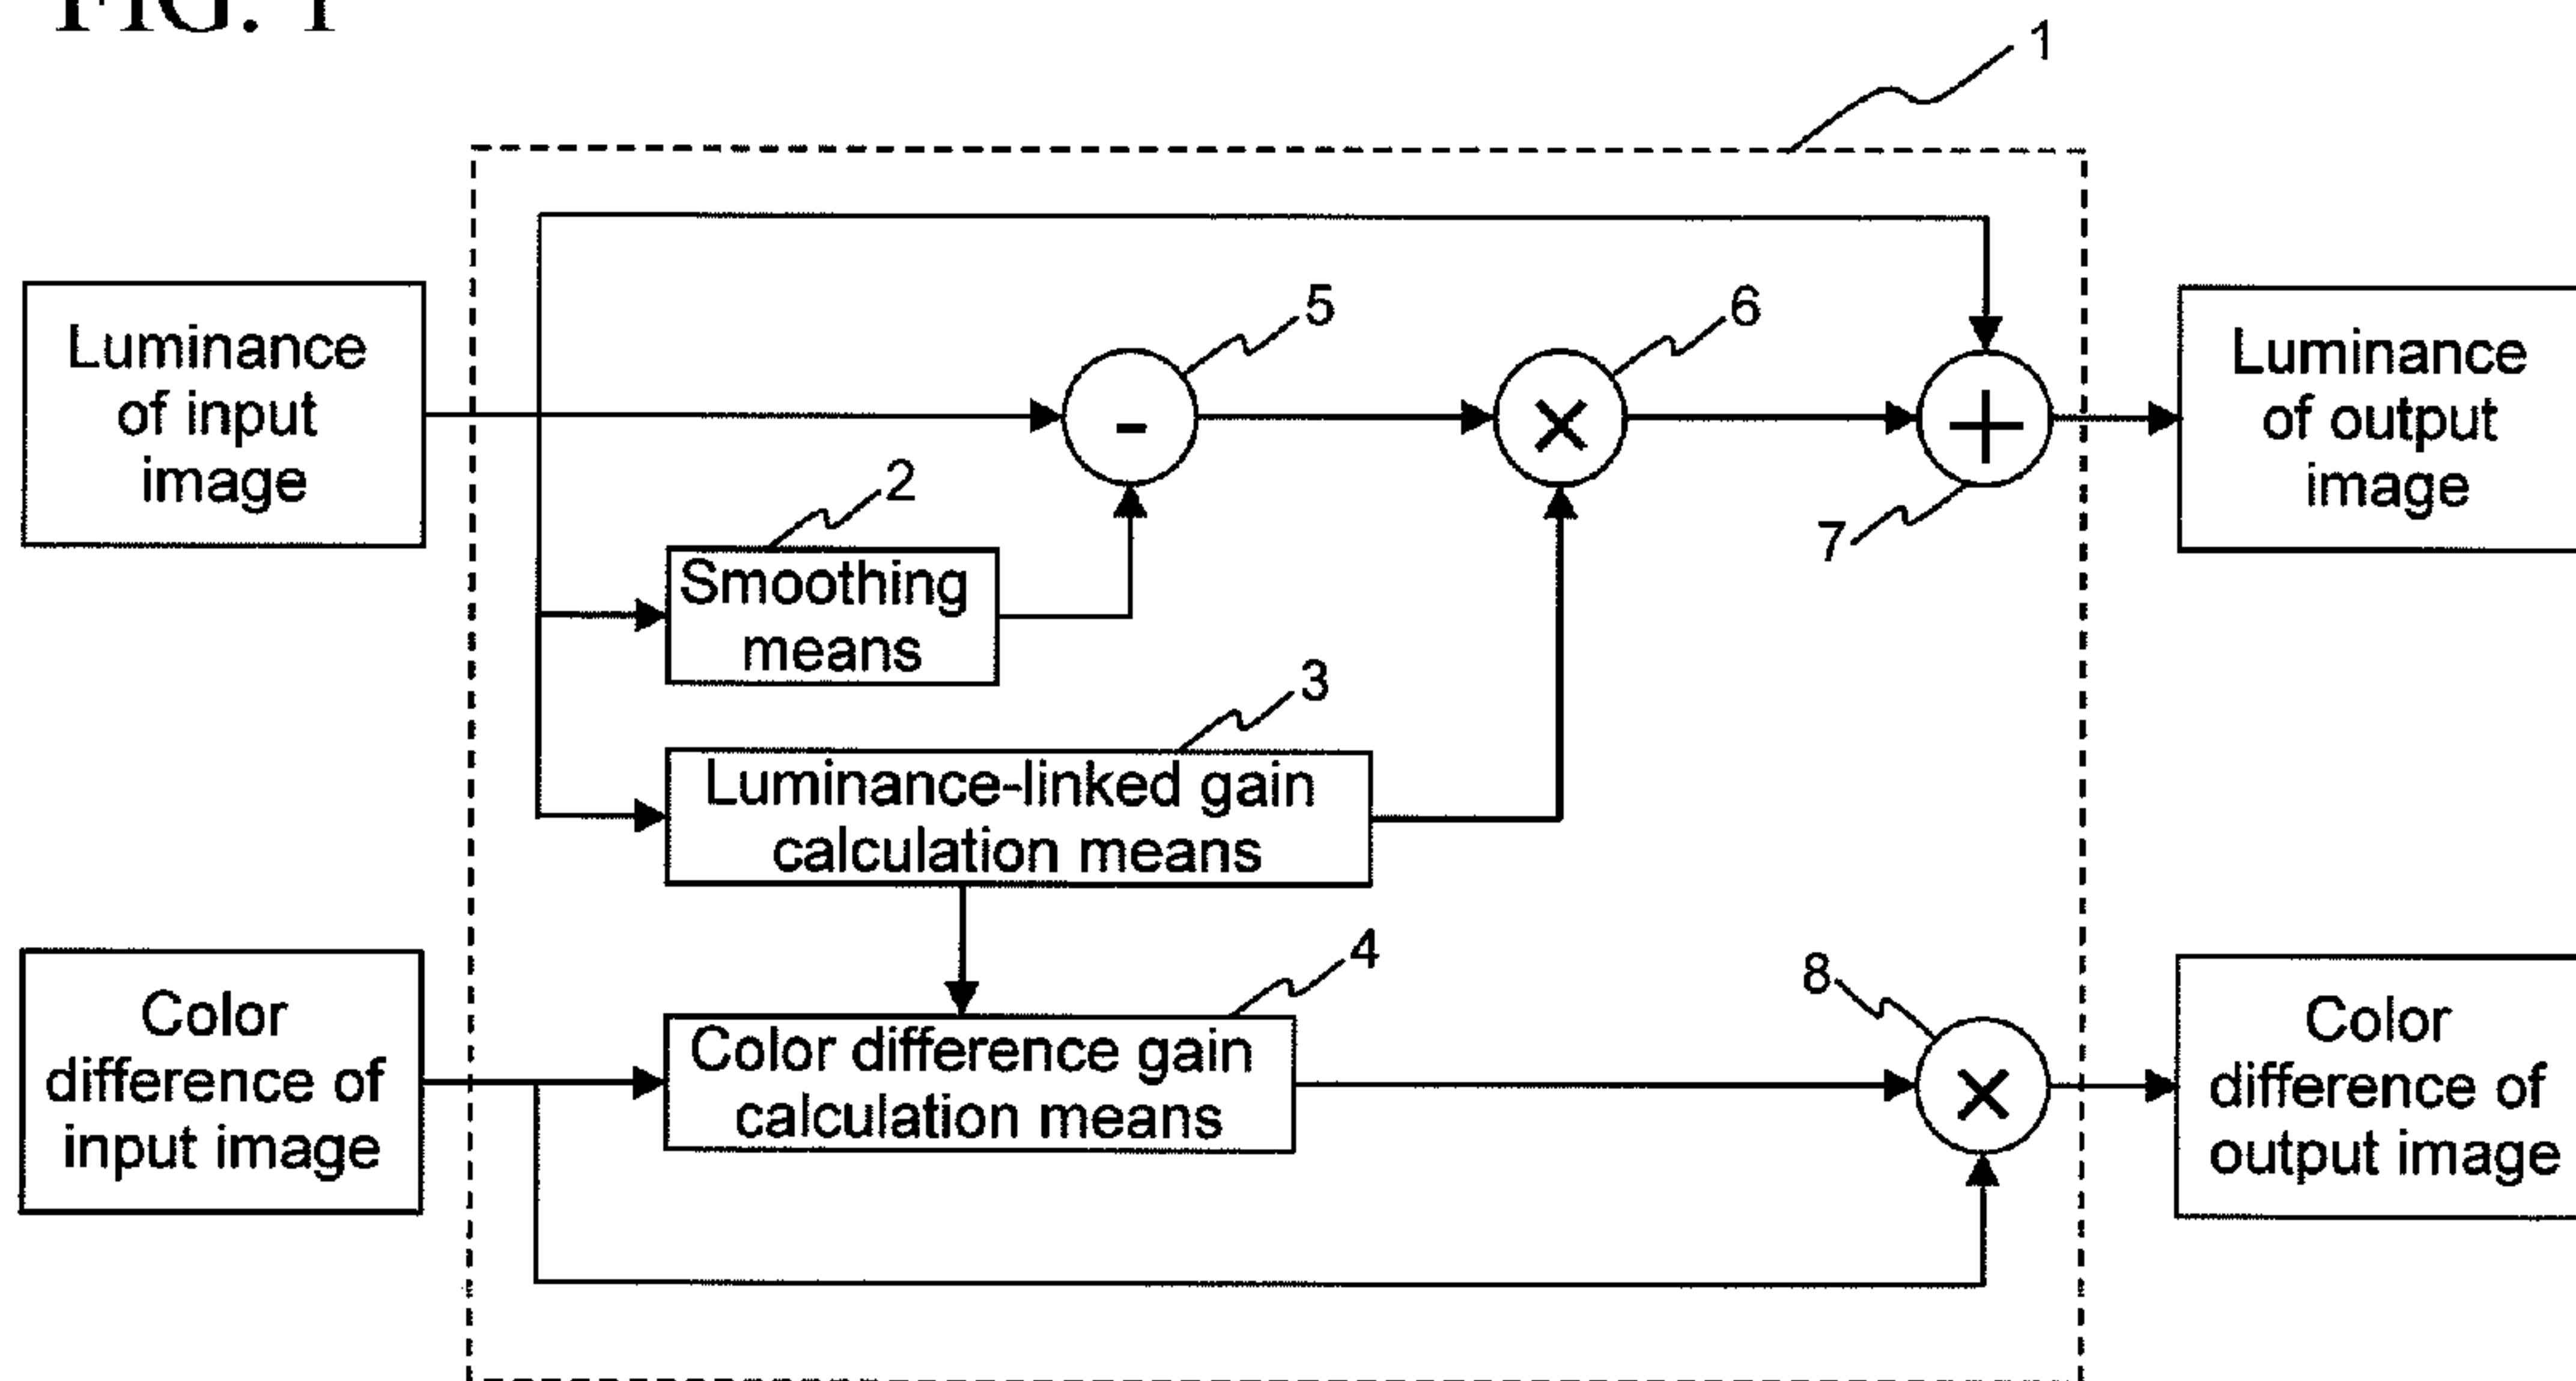 FIG. 1
1
Luminance
of input
image
5
6
7
Luminance
of output
image
2
Smoothing
means
3
Luminance-linked gain
calculation means
Color
difference of
input image
4
Color difference gain
calculation means
8
Color
difference of
output image
-
×
+
×